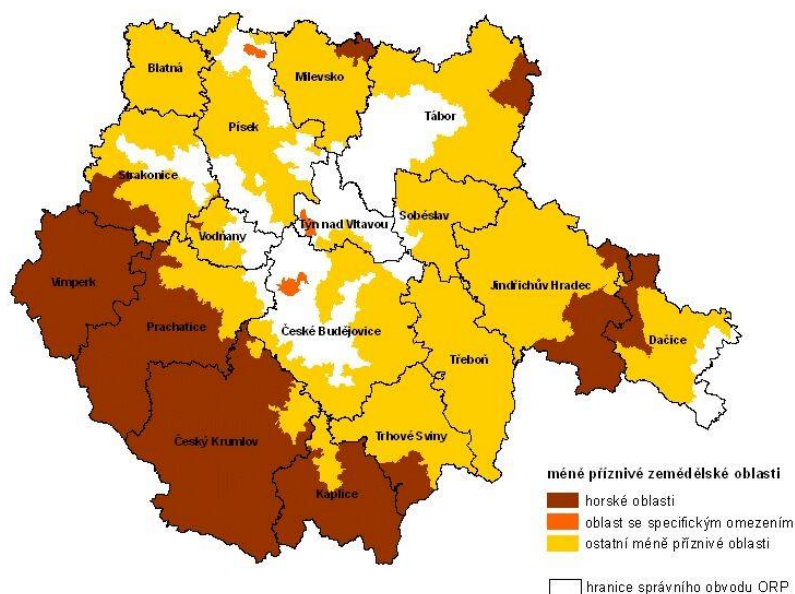 Blatná
Milevsko
Písek
Tábor
Strakonice
Vodňany
Týn nad Vltavou
Soběslav
Vimperk
Prachatice
České Budějovice
Jindřichův Hradec
Dačice
Třeboň
Český Krumlov
Trhové Sviny
Kaplice
méně příznivé zemědělské oblasti
horské oblasti
oblast se specifickým omezením
ostatní méně příznivé oblasti
hranice správního obvodu ORP